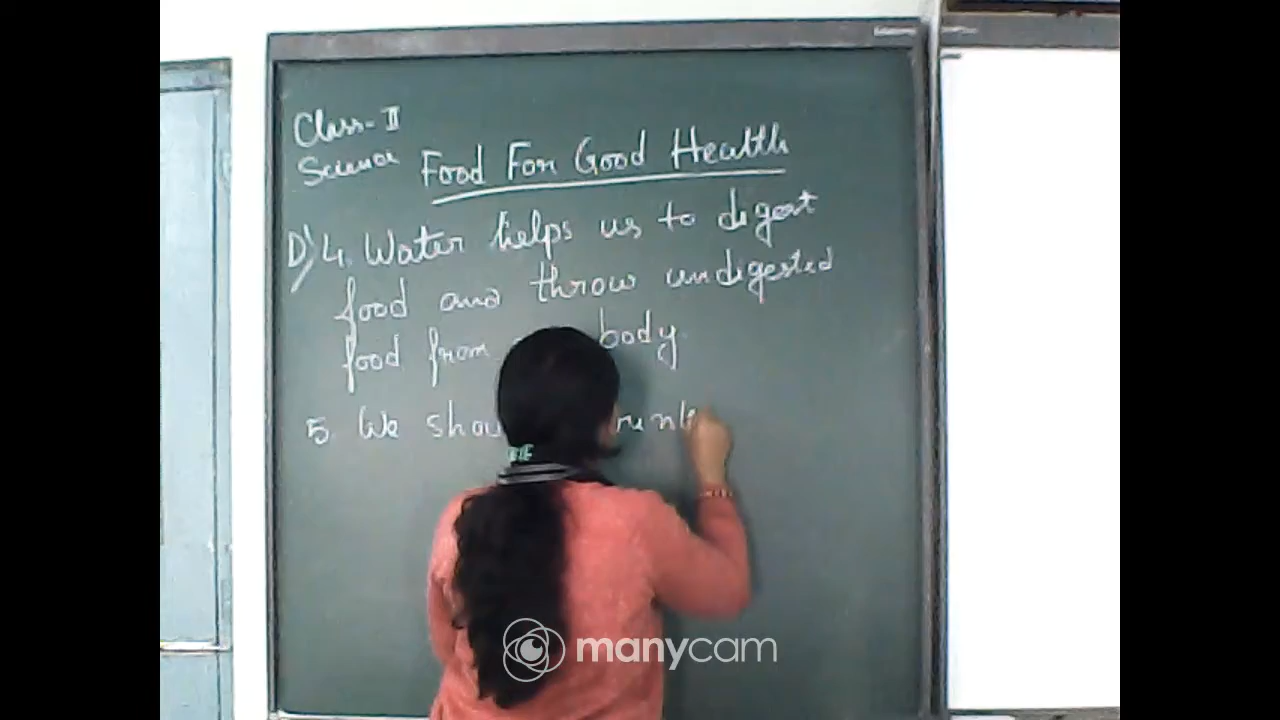 Class-II
Science
Food For Good Health
D) 4. Water helps us to digest
food and throw undigested
food from body.
5. We
manycam